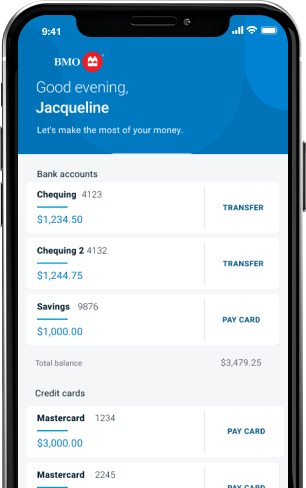 9:41
BMO
Good evening,
Jacqueline
Let's make the most of your money.
Bank accounts
Chequing 4123
$1,234.50
TRANSFER
Chequing 2 4132
$1,244.75
TRANSFER
Savings 9876
$1,000.00
PAY CARD
Total balance $3,479.25
Credit cards
Mastercard 1234
$3,000.00
PAY CARD
Mastercard 2245
PAY CARD